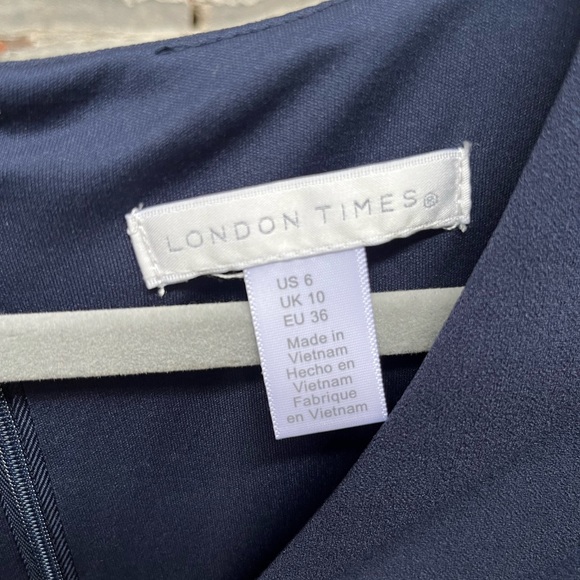 LONDON TIMES®
US 6
UK 10
EU 36
Made in
Vietnam
Hecho en
Vietnam
Fabrique
en Vietnam